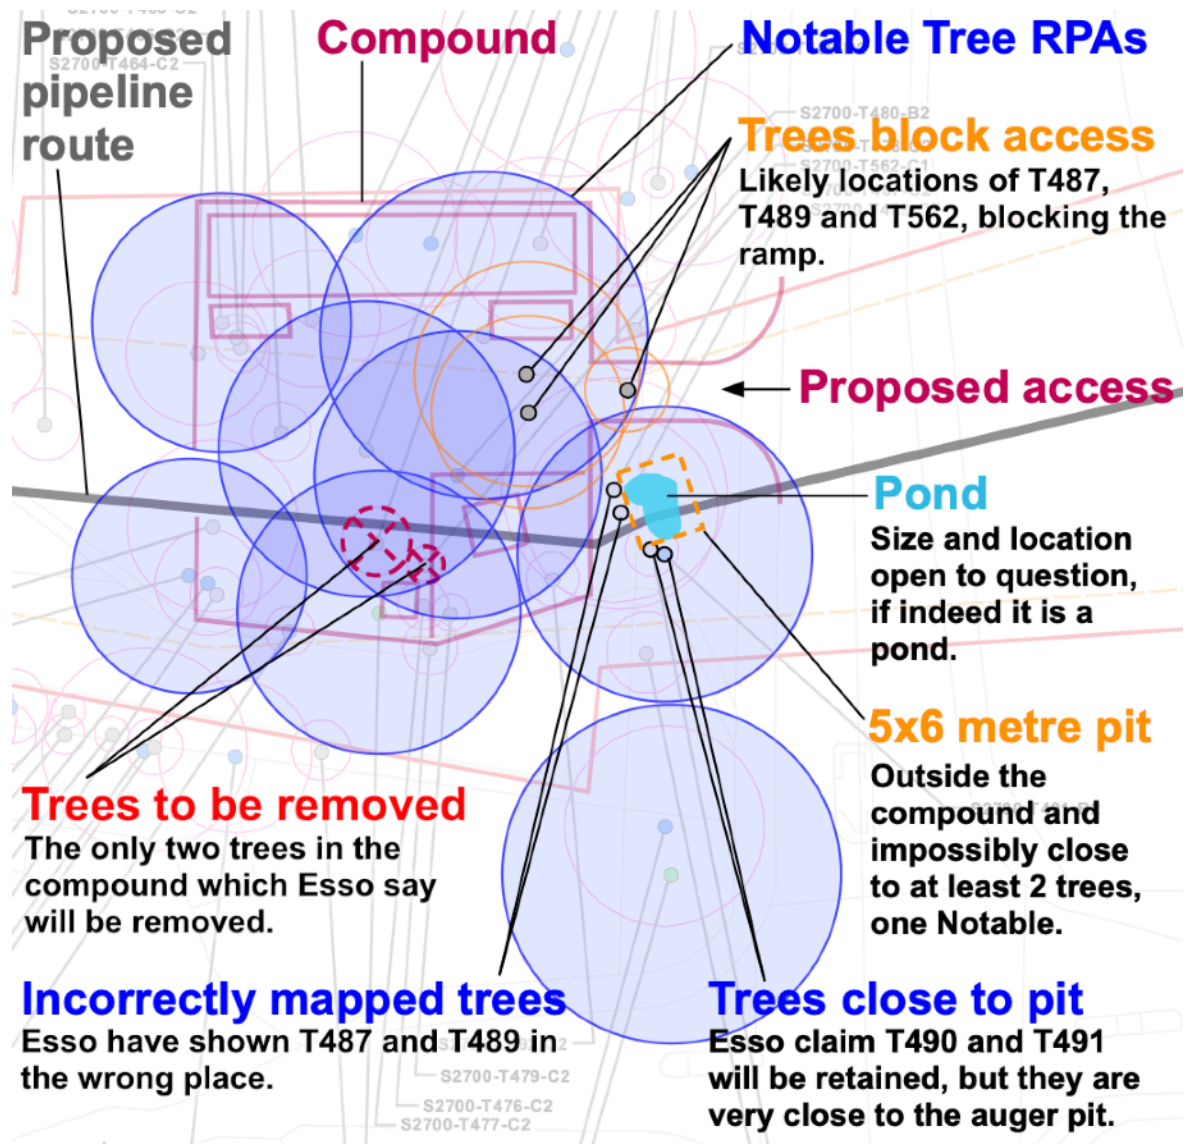 Proposed
pipeline
route
S2700-T464-C2
Compound
Notable Tree RPAs
S2700-T480-B2
Trees block access
S2700-T562-C1
Likely locations of T487,
T489 and T562, blocking the
ramp.
Proposed access
Pond
Size and location
open to question,
if indeed it is a
pond.
5x6 metre pit
Outside the
compound and
impossibly close
to at least 2 trees,
one Notable.
Trees to be removed
The only two trees in the
compound which Esso say
will be removed.
Incorrectly mapped trees
Esso have shown T487 and T489 in
the wrong place.
Trees close to pit
Esso claim T490 and T491
will be retained, but they are
very close to the auger pit.
S2700-T479-C2
S2700-T476-C2
S2700-T477-C2